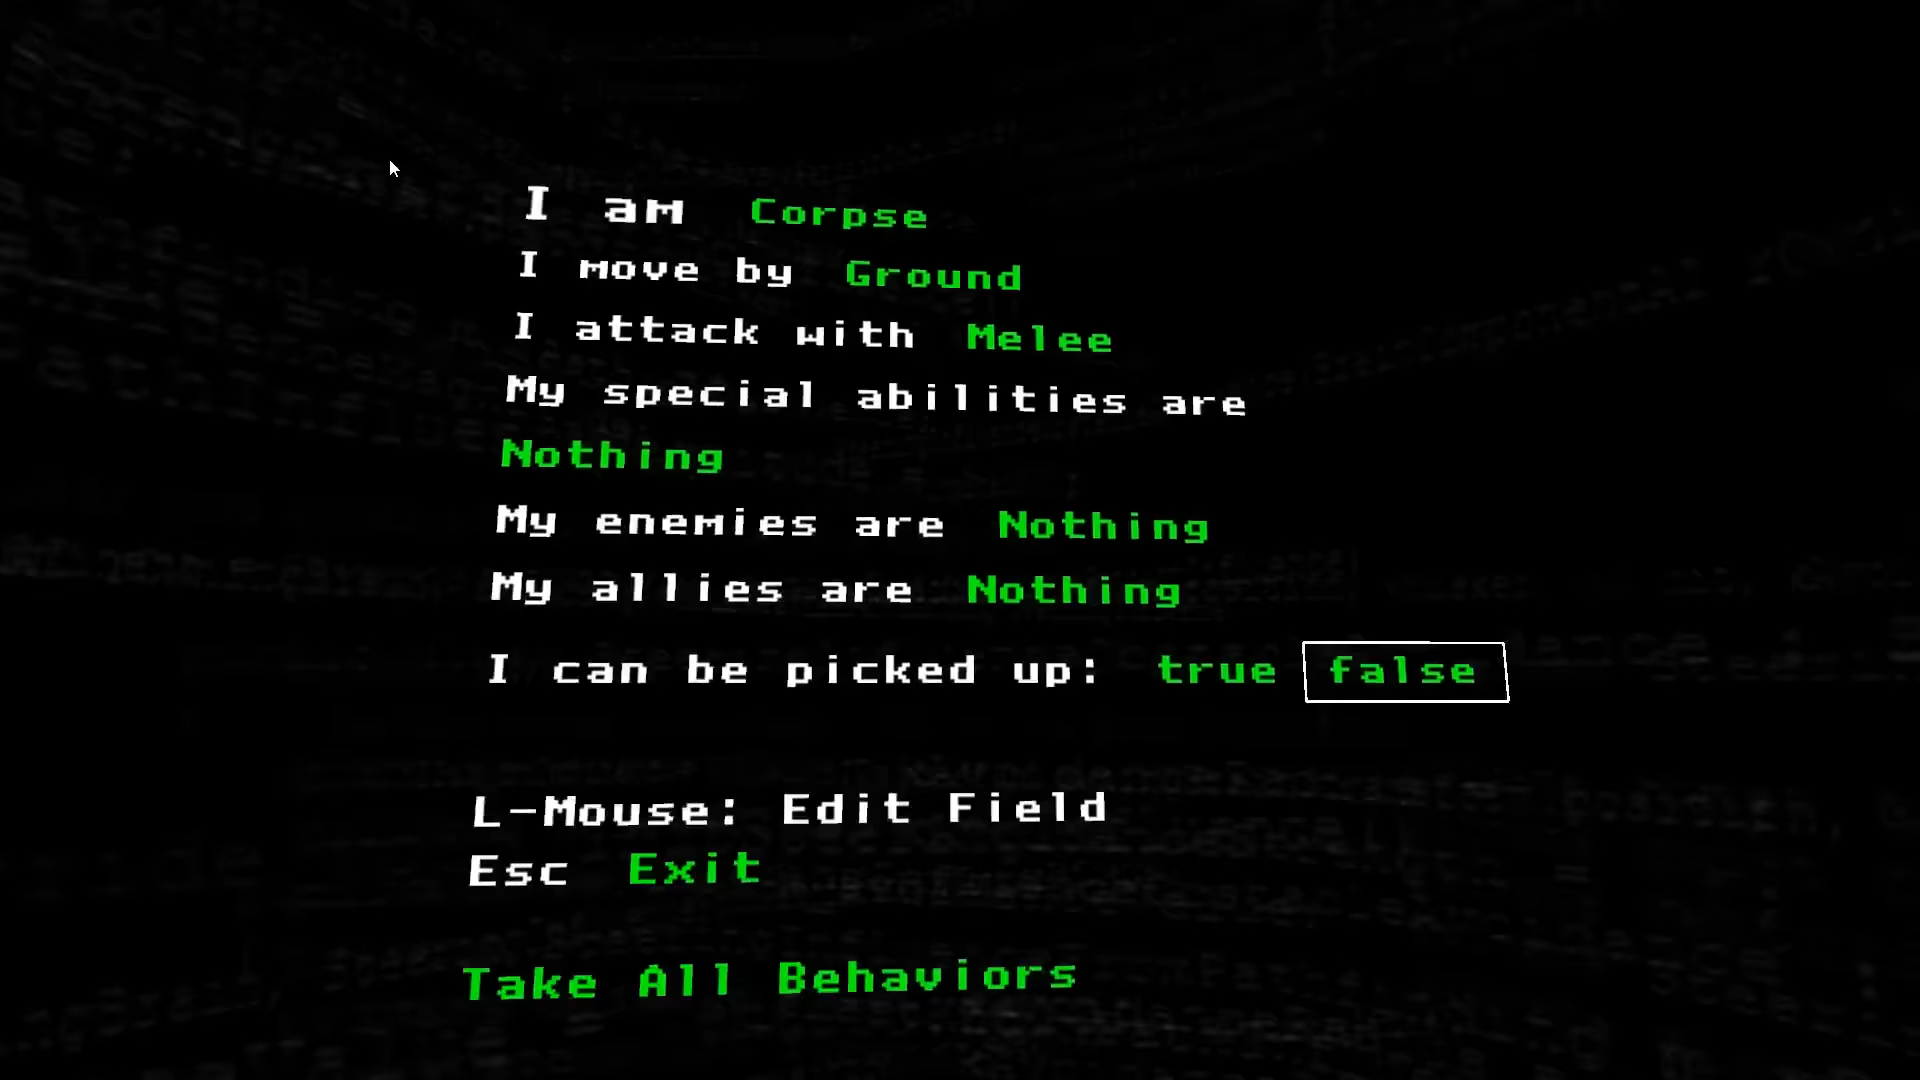 I am Corpse
I move by Ground
I attack with Melee
My special abilities are
Nothing
My enemies are Nothing
My allies are Nothing
I can be picked up: true false
L-Mouse: Edit Field
Esc Exit
Take All Behaviors